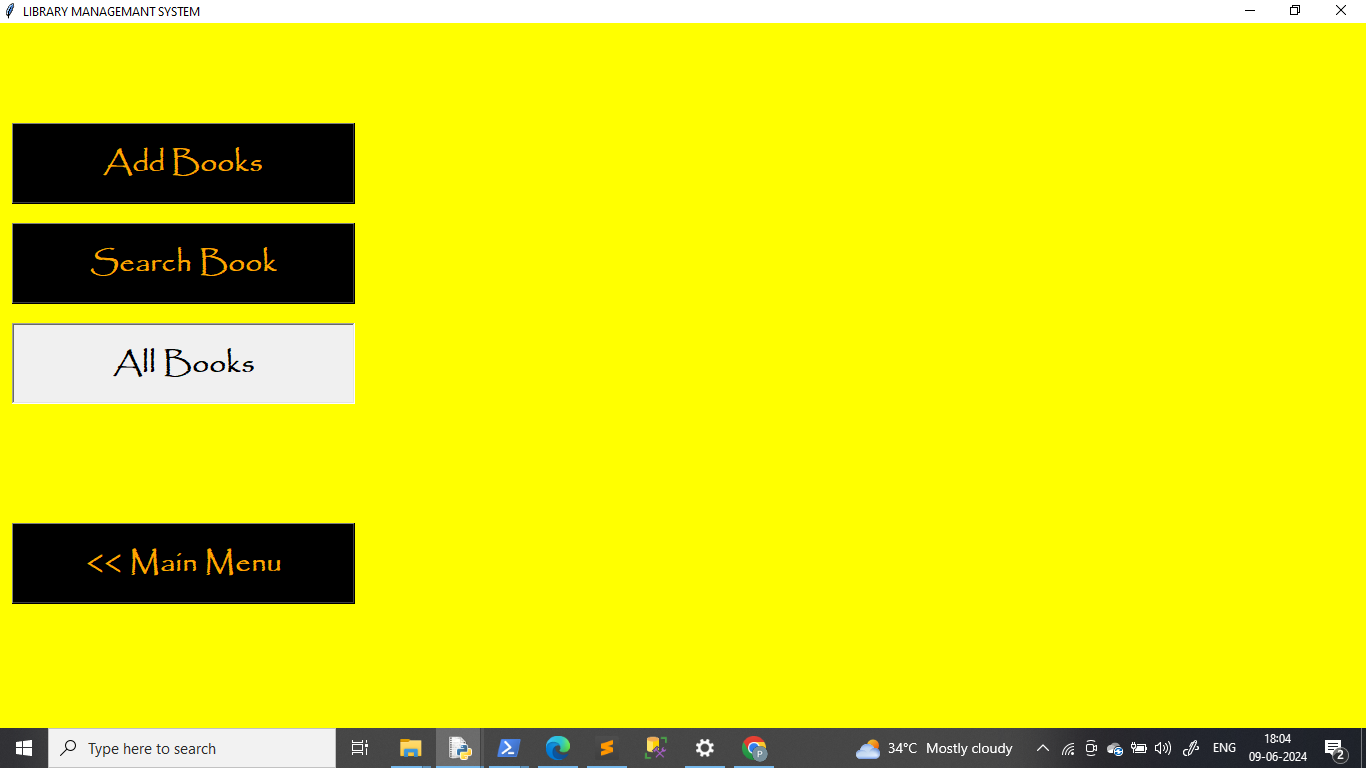 LIBRARY MANAGEMANT SYSTEM
Add Books
Search Book
All Books
<< Main Menu
Type here to search
34°C Mostly cloudy
ENG
18:04
09-06-2024
2
P